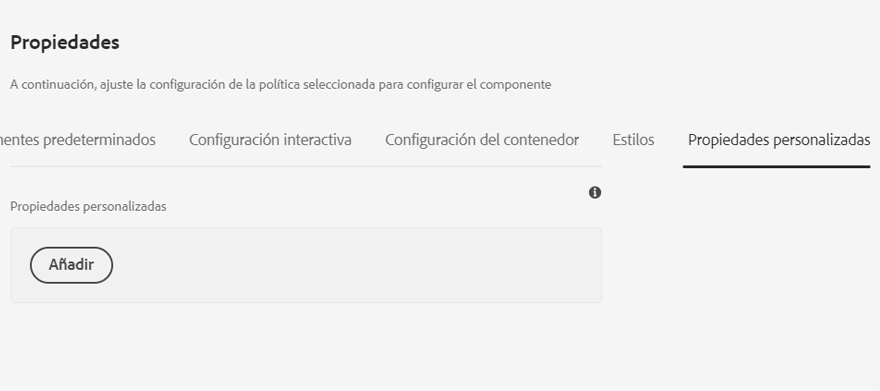 Propiedades
A continuación, ajuste la configuración de la política seleccionada para configurar el componente
nentes predeterminados Configuración interactiva Configuración del contenedor Estilos Propiedades personalizadas
Propiedades personalizadas
Añadir